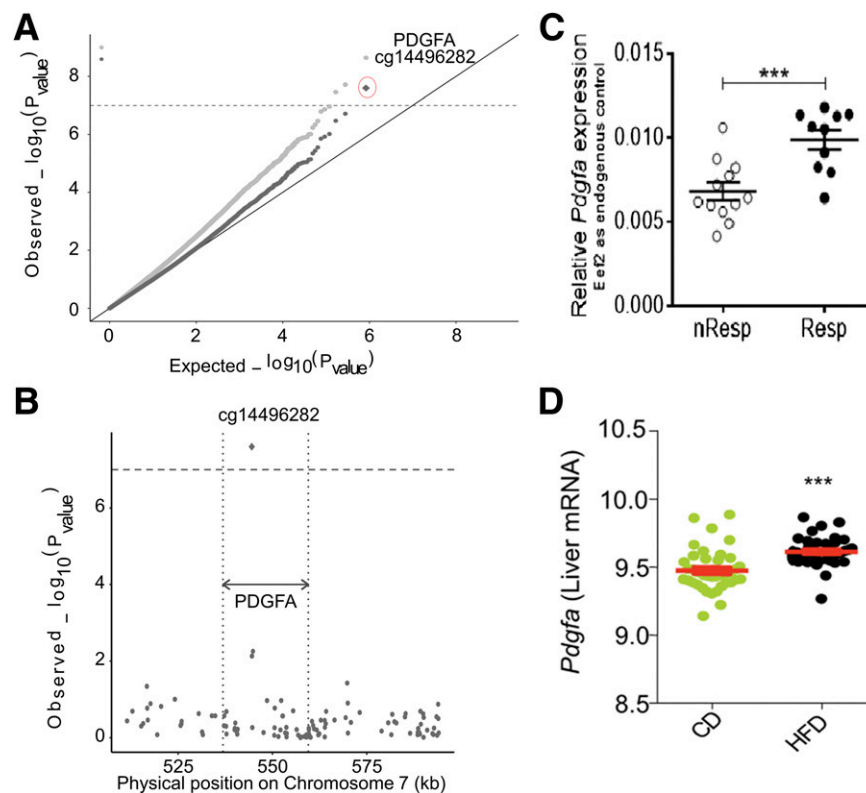 A
Observed _ log10(Pvalue)
8
6
4
2
0
PDGFA
cg14496282
0 2 4 6 8
Expected _ log10(Pvalue)
B
cg14496282
Observed _ log10(Pvalue)
6
4
2
0
PDGFA
525 550 575
Physical position on Chromosome 7 (kb)
C
Relative Pdgfa expression
Eef2 as endogenous control
0.015
0.010
0.005
0.000
***
nResp Resp
D
Pdgfa (Liver mRNA)
10.5
10.0
9.5
9.0
8.5
***
CD HFD